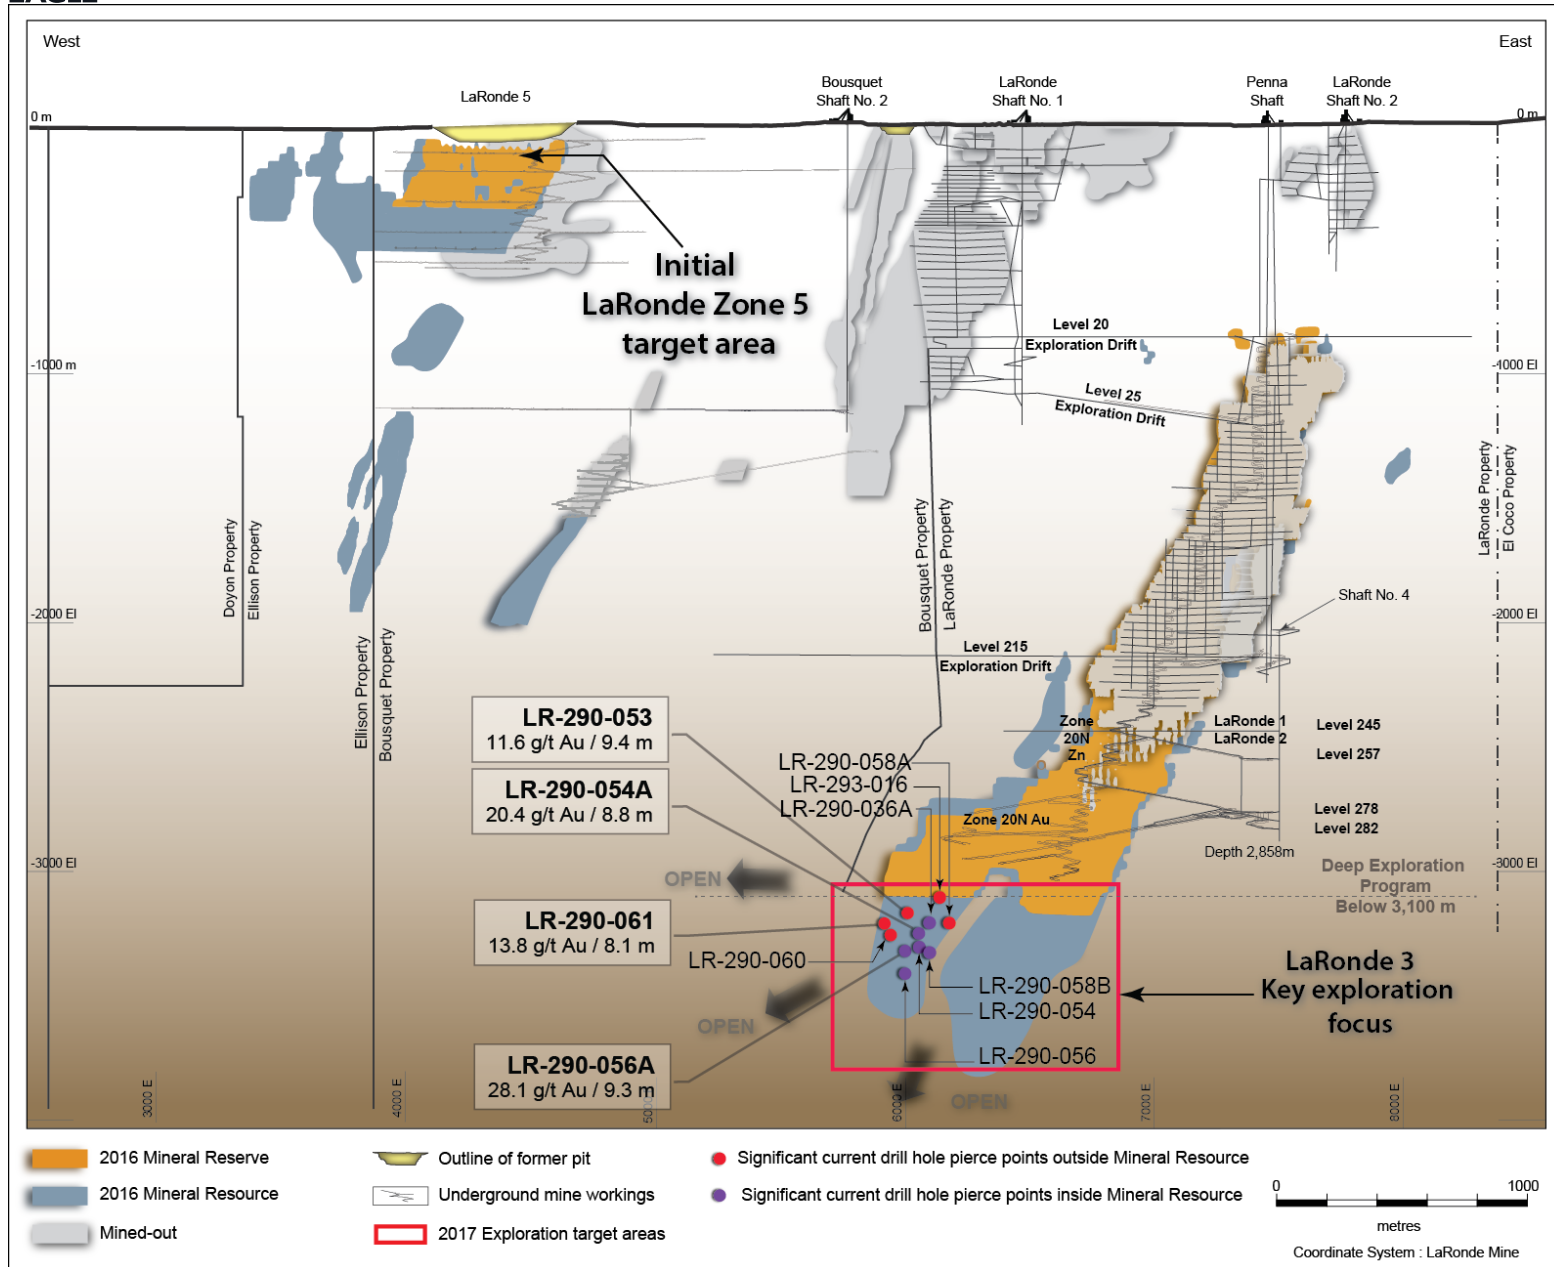 West
East
LaRonde 5
Bousquet
Shaft No. 2
LaRonde
Shaft No. 1
Penna
Shaft
LaRonde
Shaft No. 2
0 m
0 m
Initial
LaRonde Zone 5
target area
Level 20
Exploration Drift
-1000 m
-1000 El
Level 25
Exploration Drift
Doyon Property
Ellison Property
Bousquet Property
LaRonde Property
LaRonde Property
El Coco Property
Shaft No. 4
-2000 El
-2000 El
Ellison Property
Bousquet Property
Level 215
Exploration Drift
LR-290-053
11.6 g/t Au / 9.4 m
Zone
20N
Zn
LaRonde 1
LaRonde 2
Level 245
Level 257
LR-290-058A
LR-293-016
LR-290-036A
LR-290-054A
20.4 g/t Au / 8.8 m
Zone 20N Au
Level 278
Level 282
Depth 2,858m
-3000 El
-3000 El
Deep Exploration
Program
Below 3,100 m
OPEN
LR-290-061
13.8 g/t Au / 8.1 m
LR-290-060
LR-290-058B
LR-290-054
LR-290-056
LaRonde 3
Key exploration
focus
OPEN
LR-290-056A
28.1 g/t Au / 9.3 m
OPEN
3000 E
4000 E
6000 E
7000 E
8000 E
2016 Mineral Reserve
2016 Mineral Resource
Mined-out
Outline of former pit
Underground mine workings
2017 Exploration target areas
Significant current drill hole pierce points outside Mineral Resource
Significant current drill hole pierce points inside Mineral Resource
0
1000
metres
Coordinate System : LaRonde Mine